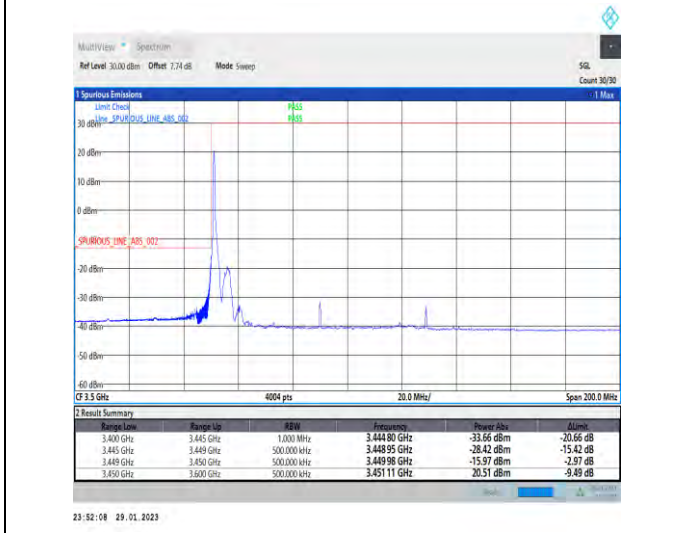 MultiView Spectrum
Ref Level 30.00 dBm Offset 7.74 dB Mode Sweep SGL
Count 30/30
1 Spurious Emissions 1 Max
Limit Check PASS
Line _SPURIOUS_LINE_ABS_002 PASS
30 dBm
20 dBm
10 dBm
0 dBm
_SPURIOUS_LINE_ABS_002
-20 dBm
-30 dBm
-40 dBm
-50 dBm
-60 dBm
CF 3.5 GHz 4004 pts 20.0 MHz/ Span 200.0 MHz
2 Result Summary
Range Low Range Up RBW Frequency Power Abs ΔLimit
3.400 GHz 3.445 GHz 1.000 MHz 3.444 80 GHz -33.66 dBm -20.66 dB
3.445 GHz 3.449 GHz 500.000 kHz 3.448 95 GHz -28.42 dBm -15.42 dB
3.449 GHz 3.450 GHz 500.000 kHz 3.449 98 GHz -15.97 dBm -2.97 dB
3.450 GHz 3.600 GHz 500.000 kHz 3.451 11 GHz 20.51 dBm -9.49 dB
23:52:08 29.01.2023